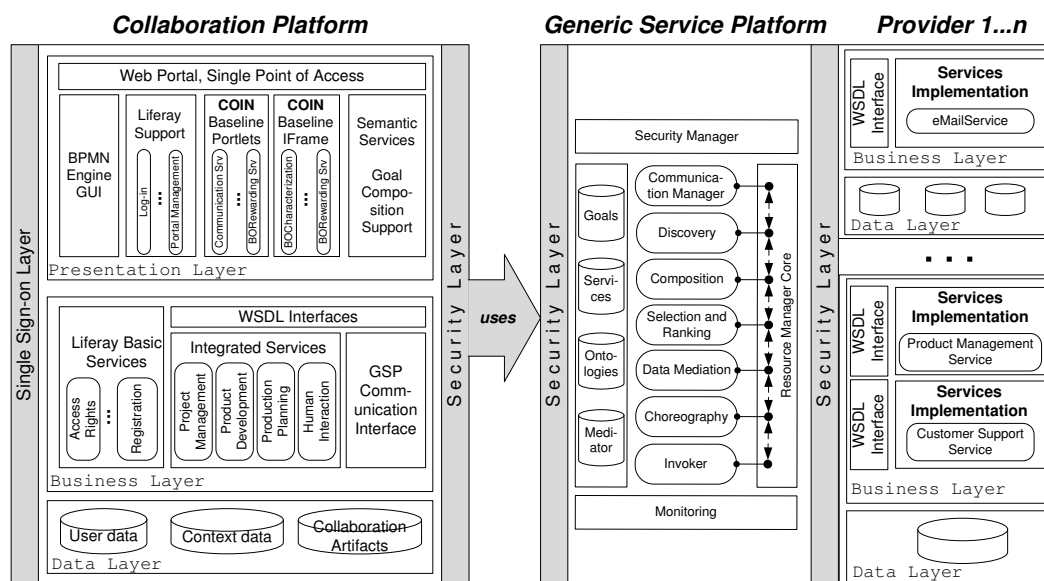 Collaboration Platform
Generic Service Platform
Provider 1...n
Single Sign-on Layer
Web Portal, Single Point of Access
BPMN
Engine
GUI
Liferay
Support
Log-in
...
Portal Management
COIN
Baseline
Portlets
Communication Srv
...
BORewarding Srv
COIN
Baseline
IFrame
BOCharacterization
...
BORewarding Srv
Semantic
Services
Goal
Compo-
sition
Support
Presentation Layer
WSDL Interfaces
Liferay Basic
Services
Access
Rights
...
Registration
Integrated Services
Project
Management
Product
Development
Production
Planning
Human
Interaction
GSP
Comm-
unication
Interface
Business Layer
User data
Context data
Collaboration
Artifacts
Data Layer
Security Layer
uses
Security Layer
Security Manager
Goals
Servi-
ces
Onto-
logies
Medi-
ator
Communica-
tion Manager
Discovery
Composition
Selection and
Ranking
Data Mediation
Choreography
Invoker
Resource Manager Core
Monitoring
Security Layer
WSDL
Interface
Services
Implementation
eMailService
Business Layer
Data Layer
...
WSDL
Interface
Services
Implementation
Product Management
Service
WSDL
Interface
Services
Implementation
Customer Support
Service
Business Layer
Data Layer